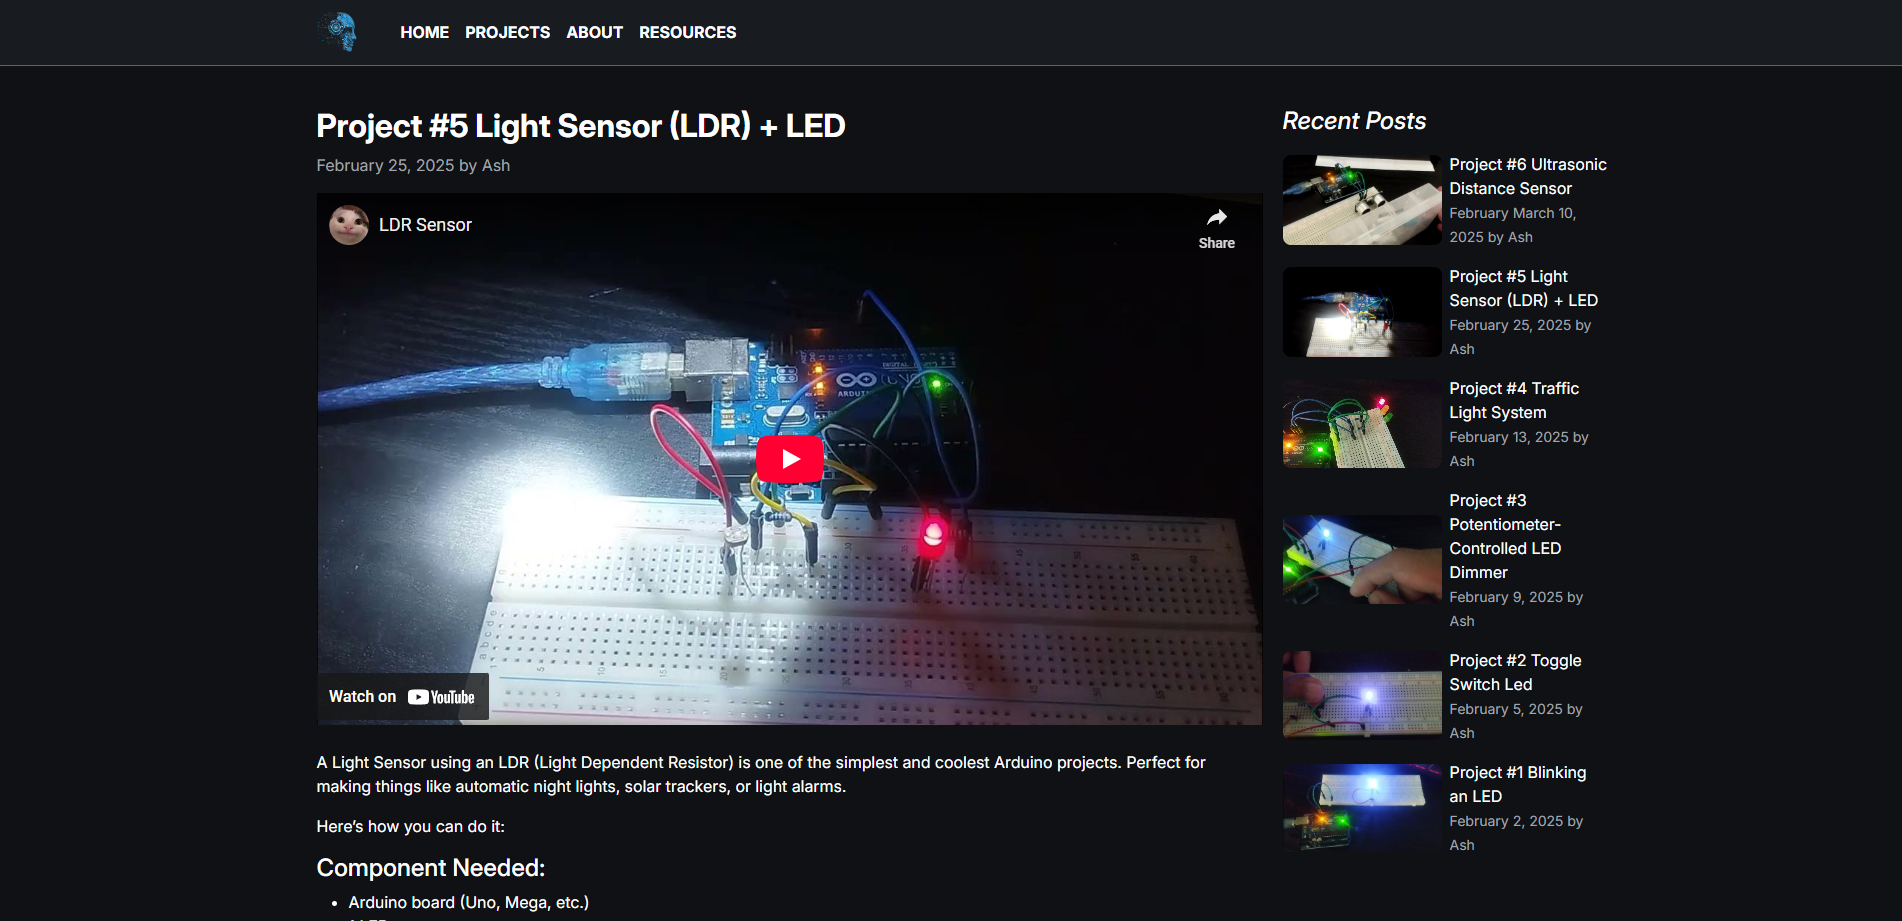 HOME PROJECTS ABOUT RESOURCES
Project #5 Light Sensor (LDR) + LED
February 25, 2025 by Ash
LDR Sensor
Share
ARDUINO
Watch on YouTube
A Light Sensor using an LDR (Light Dependent Resistor) is one of the simplest and coolest Arduino projects. Perfect for
making things like automatic night lights, solar trackers, or light alarms.
Here’s how you can do it:
Component Needed:
• Arduino board (Uno, Mega, etc.)
Recent Posts
Project #6 Ultrasonic
Distance Sensor
February March 10,
2025 by Ash
Project #5 Light
Sensor (LDR) + LED
February 25, 2025 by
Ash
Project #4 Traffic
Light System
February 13, 2025 by
Ash
Project #3
Potentiometer-
Controlled LED
Dimmer
February 9, 2025 by
Ash
Project #2 Toggle
Switch Led
February 5, 2025 by
Ash
Project #1 Blinking
an LED
February 2, 2025 by
Ash